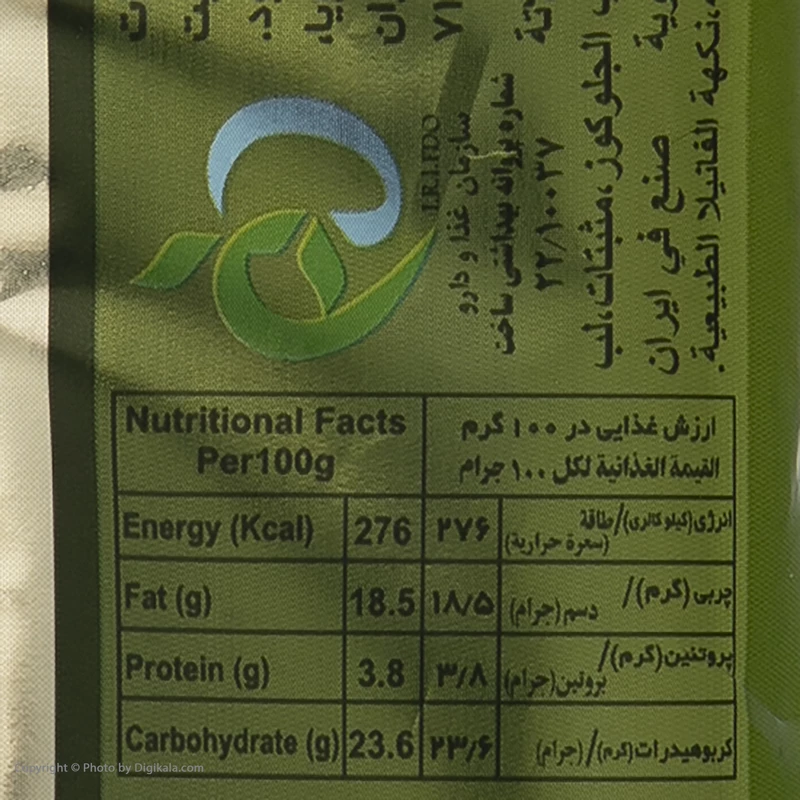 ب الجلوكوز، مثبتات، لب
صنع في ايران
نكهة الفانيلا الطبيعية.
I.R.I.FDO
سازمان غذا و دارو
شماره پروانه بهداشتی ساخت
۲۲/۱۰۰۳۷
Nutritional Facts
Per100g
ارزش غذایی در ۱۰۰ گرم
القيمة الغذائية لكل ١٠٠ جرام
Energy (Kcal) 276 ۲۷۶ انرژی(کیلو کالری)/طاقة
(سعرة حرارية)
Fat (g) 18.5 ۱۸/۵ چربی(گرم)/ دسم(جرام)
Protein (g) 3.8 ۳/۸ پروتئین(گرم)/ بروتين(جرام)
Carbohydrate (g) 23.6 ۲۳/۶ کربوهیدرات(گرم)/(جرام)
Copyright © Photo by Digikala.com